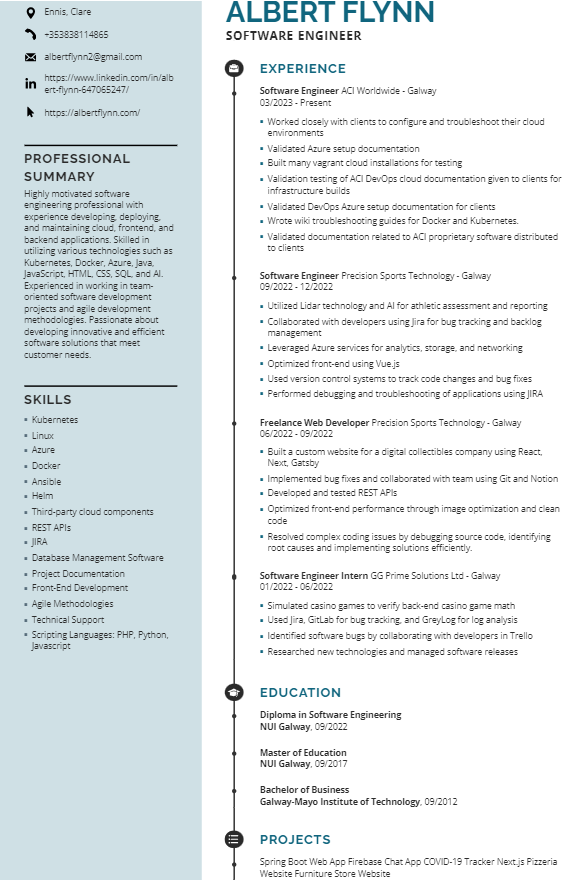 Ennis, Clare
+353838114865
albertflynn2@gmail.com
https://www.linkedin.com/in/alb
ert-flynn-647065247/
https://albertflynn.com/
PROFESSIONAL
SUMMARY
Highly motivated software
engineering professional with
experience developing, deploying,
and maintaining cloud, frontend, and
backend applications. Skilled in
utilizing various technologies such as
Kubernetes, Docker, Azure, Java,
JavaScript, HTML, CSS, SQL, and AI.
Experienced in working in team-
oriented software development
projects and agile development
methodologies. Passionate about
developing innovative and efficient
software solutions that meet
customer needs.
SKILLS
Kubernetes
Linux
Azure
Docker
Ansible
Helm
Third-party cloud components
REST APIs
JIRA
Database Management Software
Project Documentation
Front-End Development
Agile Methodologies
Technical Support
Scripting Languages: PHP, Python,
Javascript
ALBERT FLYNN
SOFTWARE ENGINEER
EXPERIENCE
Software Engineer ACI Worldwide - Galway
03/2023 - Present
Worked closely with clients to configure and troubleshoot their cloud
environments
Validated Azure setup documentation
Built many vagrant cloud installations for testing
Validation testing of ACI DevOps cloud documentation given to clients for
infrastructure builds
Validated DevOps Azure setup documentation for clients
Wrote wiki troubleshooting guides for Docker and Kubernetes.
Validated documentation related to ACI proprietary software distributed
to clients
Software Engineer Precision Sports Technology - Galway
09/2022 - 12/2022
Utilized Lidar technology and AI for athletic assessment and reporting
Collaborated with developers using Jira for bug tracking and backlog
management
Leveraged Azure services for analytics, storage, and networking
Optimized front-end using Vue.js
Used version control systems to track code changes and bug fixes
Performed debugging and troubleshooting of applications using JIRA
Freelance Web Developer Precision Sports Technology - Galway
06/2022 - 09/2022
Built a custom website for a digital collectibles company using React,
Next, Gatsby
Implemented bug fixes and collaborated with team using Git and Notion
Developed and tested REST APIs
Optimized front-end performance through image optimization and clean
code
Resolved complex coding issues by debugging source code, identifying
root causes and implementing solutions efficiently.
Software Engineer Intern GG Prime Solutions Ltd - Galway
01/2022 - 06/2022
Simulated casino games to verify back-end casino game math
Used Jira, GitLab for bug tracking, and GreyLog for log analysis
Identified software bugs by collaborating with developers in Trello
Researched new technologies and managed software releases
EDUCATION
Diploma in Software Engineering
NUI Galway, 09/2022
Master of Education
NUI Galway, 09/2017
Bachelor of Business
Galway-Mayo Institute of Technology, 09/2012
PROJECTS
Spring Boot Web App Firebase Chat App COVID-19 Tracker Next.js Pizzeria
Website Furniture Store Website